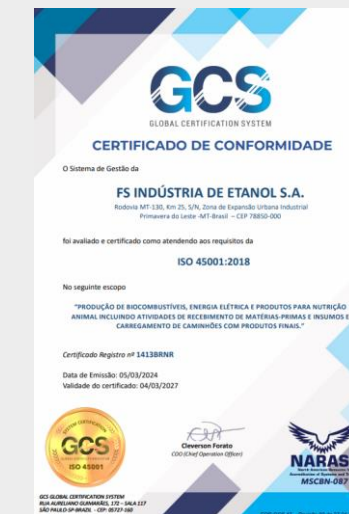 GCS
GLOBAL CERTIFICATION SYSTEM
CERTIFICADO DE CONFORMIDADE
O Sistema de Gestão da
FS INDÚSTRIA DE ETANOL S.A.
Rodovia MT-130, Km 25, S/N, Zona de Expansão Urbana Industrial
Primavera do Leste -MT-Brasil – CEP 78850-000
foi avaliado e certificado como atendendo aos requisitos da
ISO 45001:2018
No seguinte escopo
"PRODUÇÃO DE BIOCOMBUSTÍVEIS, ENERGIA ELÉTRICA E PRODUTOS PARA NUTRIÇÃO
ANIMAL INCLUINDO ATIVIDADES DE RECEBIMENTO DE MATÉRIAS-PRIMAS E INSUMOS E
CARREGAMENTO DE CAMINHÕES COM PRODUTOS FINAIS."
Certificado Registro nº 1413BRNR
Data de Emissão: 05/03/2024
Validade do certificado: 04/03/2027
GCS
ISO 45001
Cleverson Forato
COO (Chief Operation Officer)
NARAS
MSCBN-087
GCS GLOBAL CERTIFICATION SYSTEM
RUA AURELIANO GUIMARÃES, 172 – SALA 117
SÃO PAULO-SP-BRAZIL - CEP: 05727-160